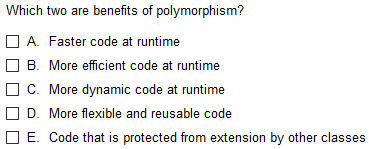 Which two are benefits of polymorphism?
A. Faster code at runtime
B. More efficient code at runtime
C. More dynamic code at runtime
D. More flexible and reusable code
E. Code that is protected from extension by other classes